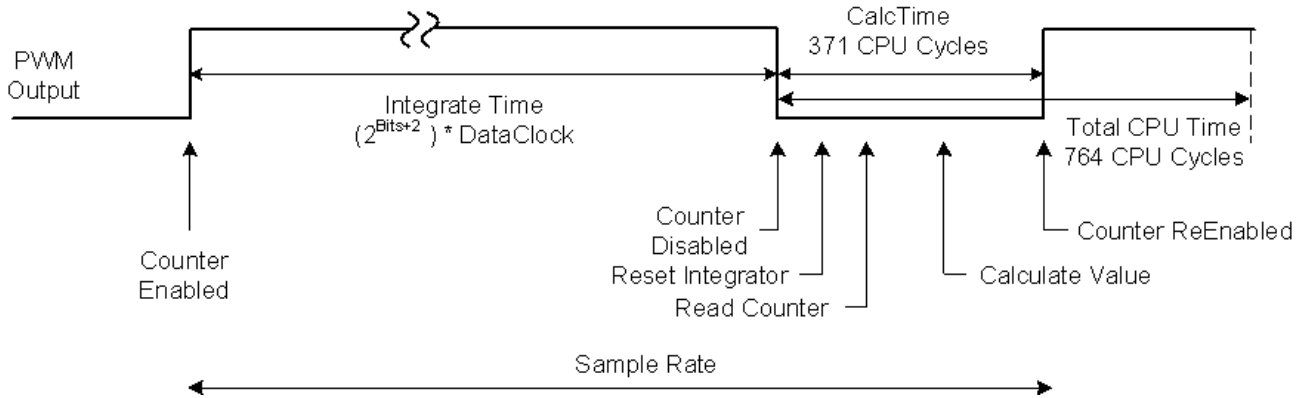 CalcTime
371 CPU Cycles
PWM
Output
Integrate Time
(2^Bits+2 ) * DataClock
Total CPU Time
764 CPU Cycles
Counter
Enabled
Counter
Disabled
Reset Integrator
Read Counter
Calculate Value
Counter ReEnabled
Sample Rate